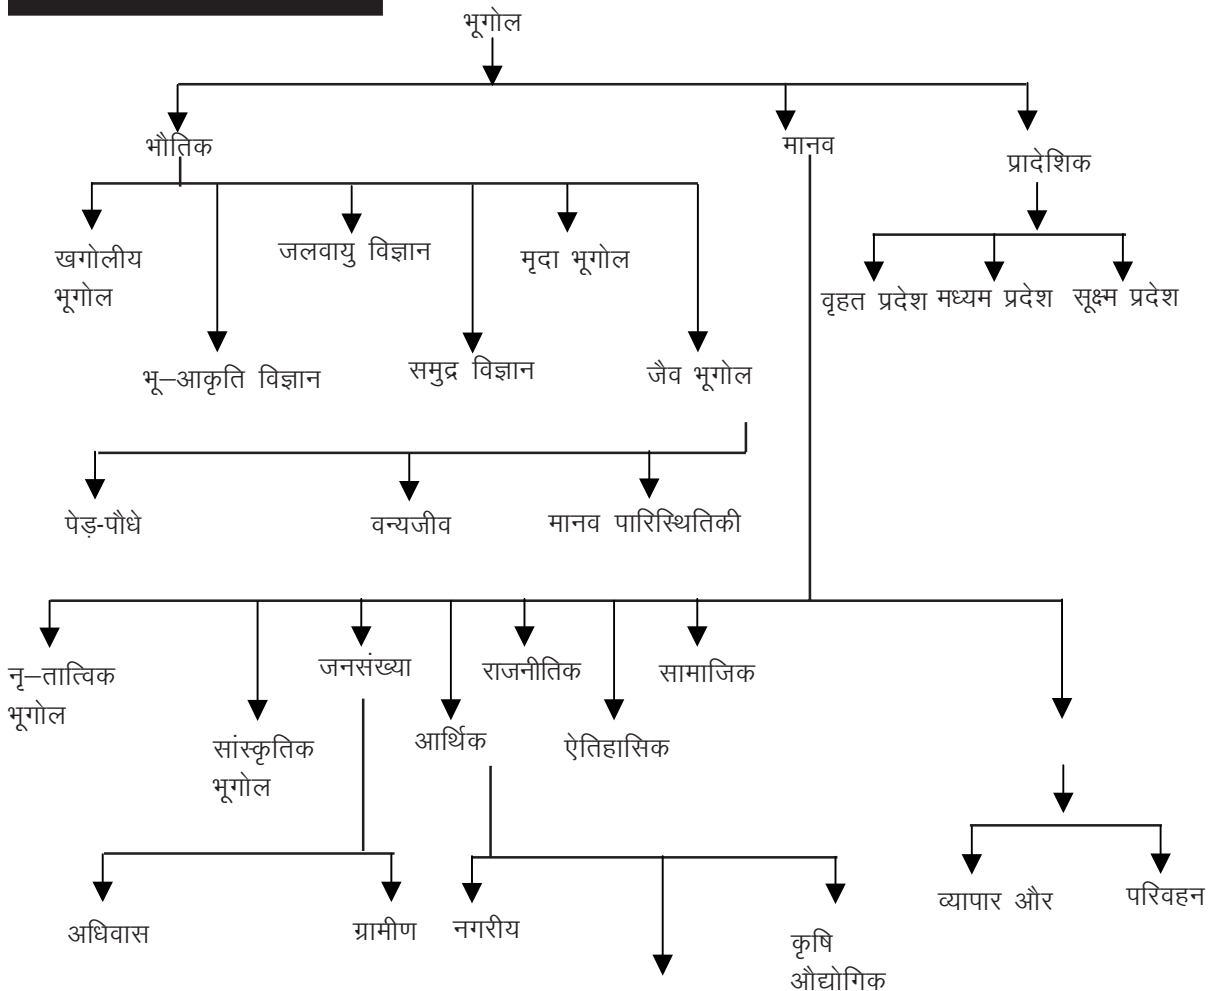 भूगोल
भौतिक
मानव
प्रादेशिक
खगोलीय
भूगोल
जलवायु विज्ञान
मृदा भूगोल
वृहत प्रदेश
मध्यम प्रदेश
सूक्ष्म प्रदेश
भू–आकृति विज्ञान
समुद्र विज्ञान
जैव भूगोल
पेड़-पौधे
वन्यजीव
मानव पारिस्थितिकी
नृ–तात्विक
भूगोल
जनसंख्या
राजनीतिक
सामाजिक
सांस्कृतिक
भूगोल
आर्थिक
ऐतिहासिक
अधिवास
ग्रामीण
नगरीय
कृषि
औद्योगिक
व्यापार और
परिवहन